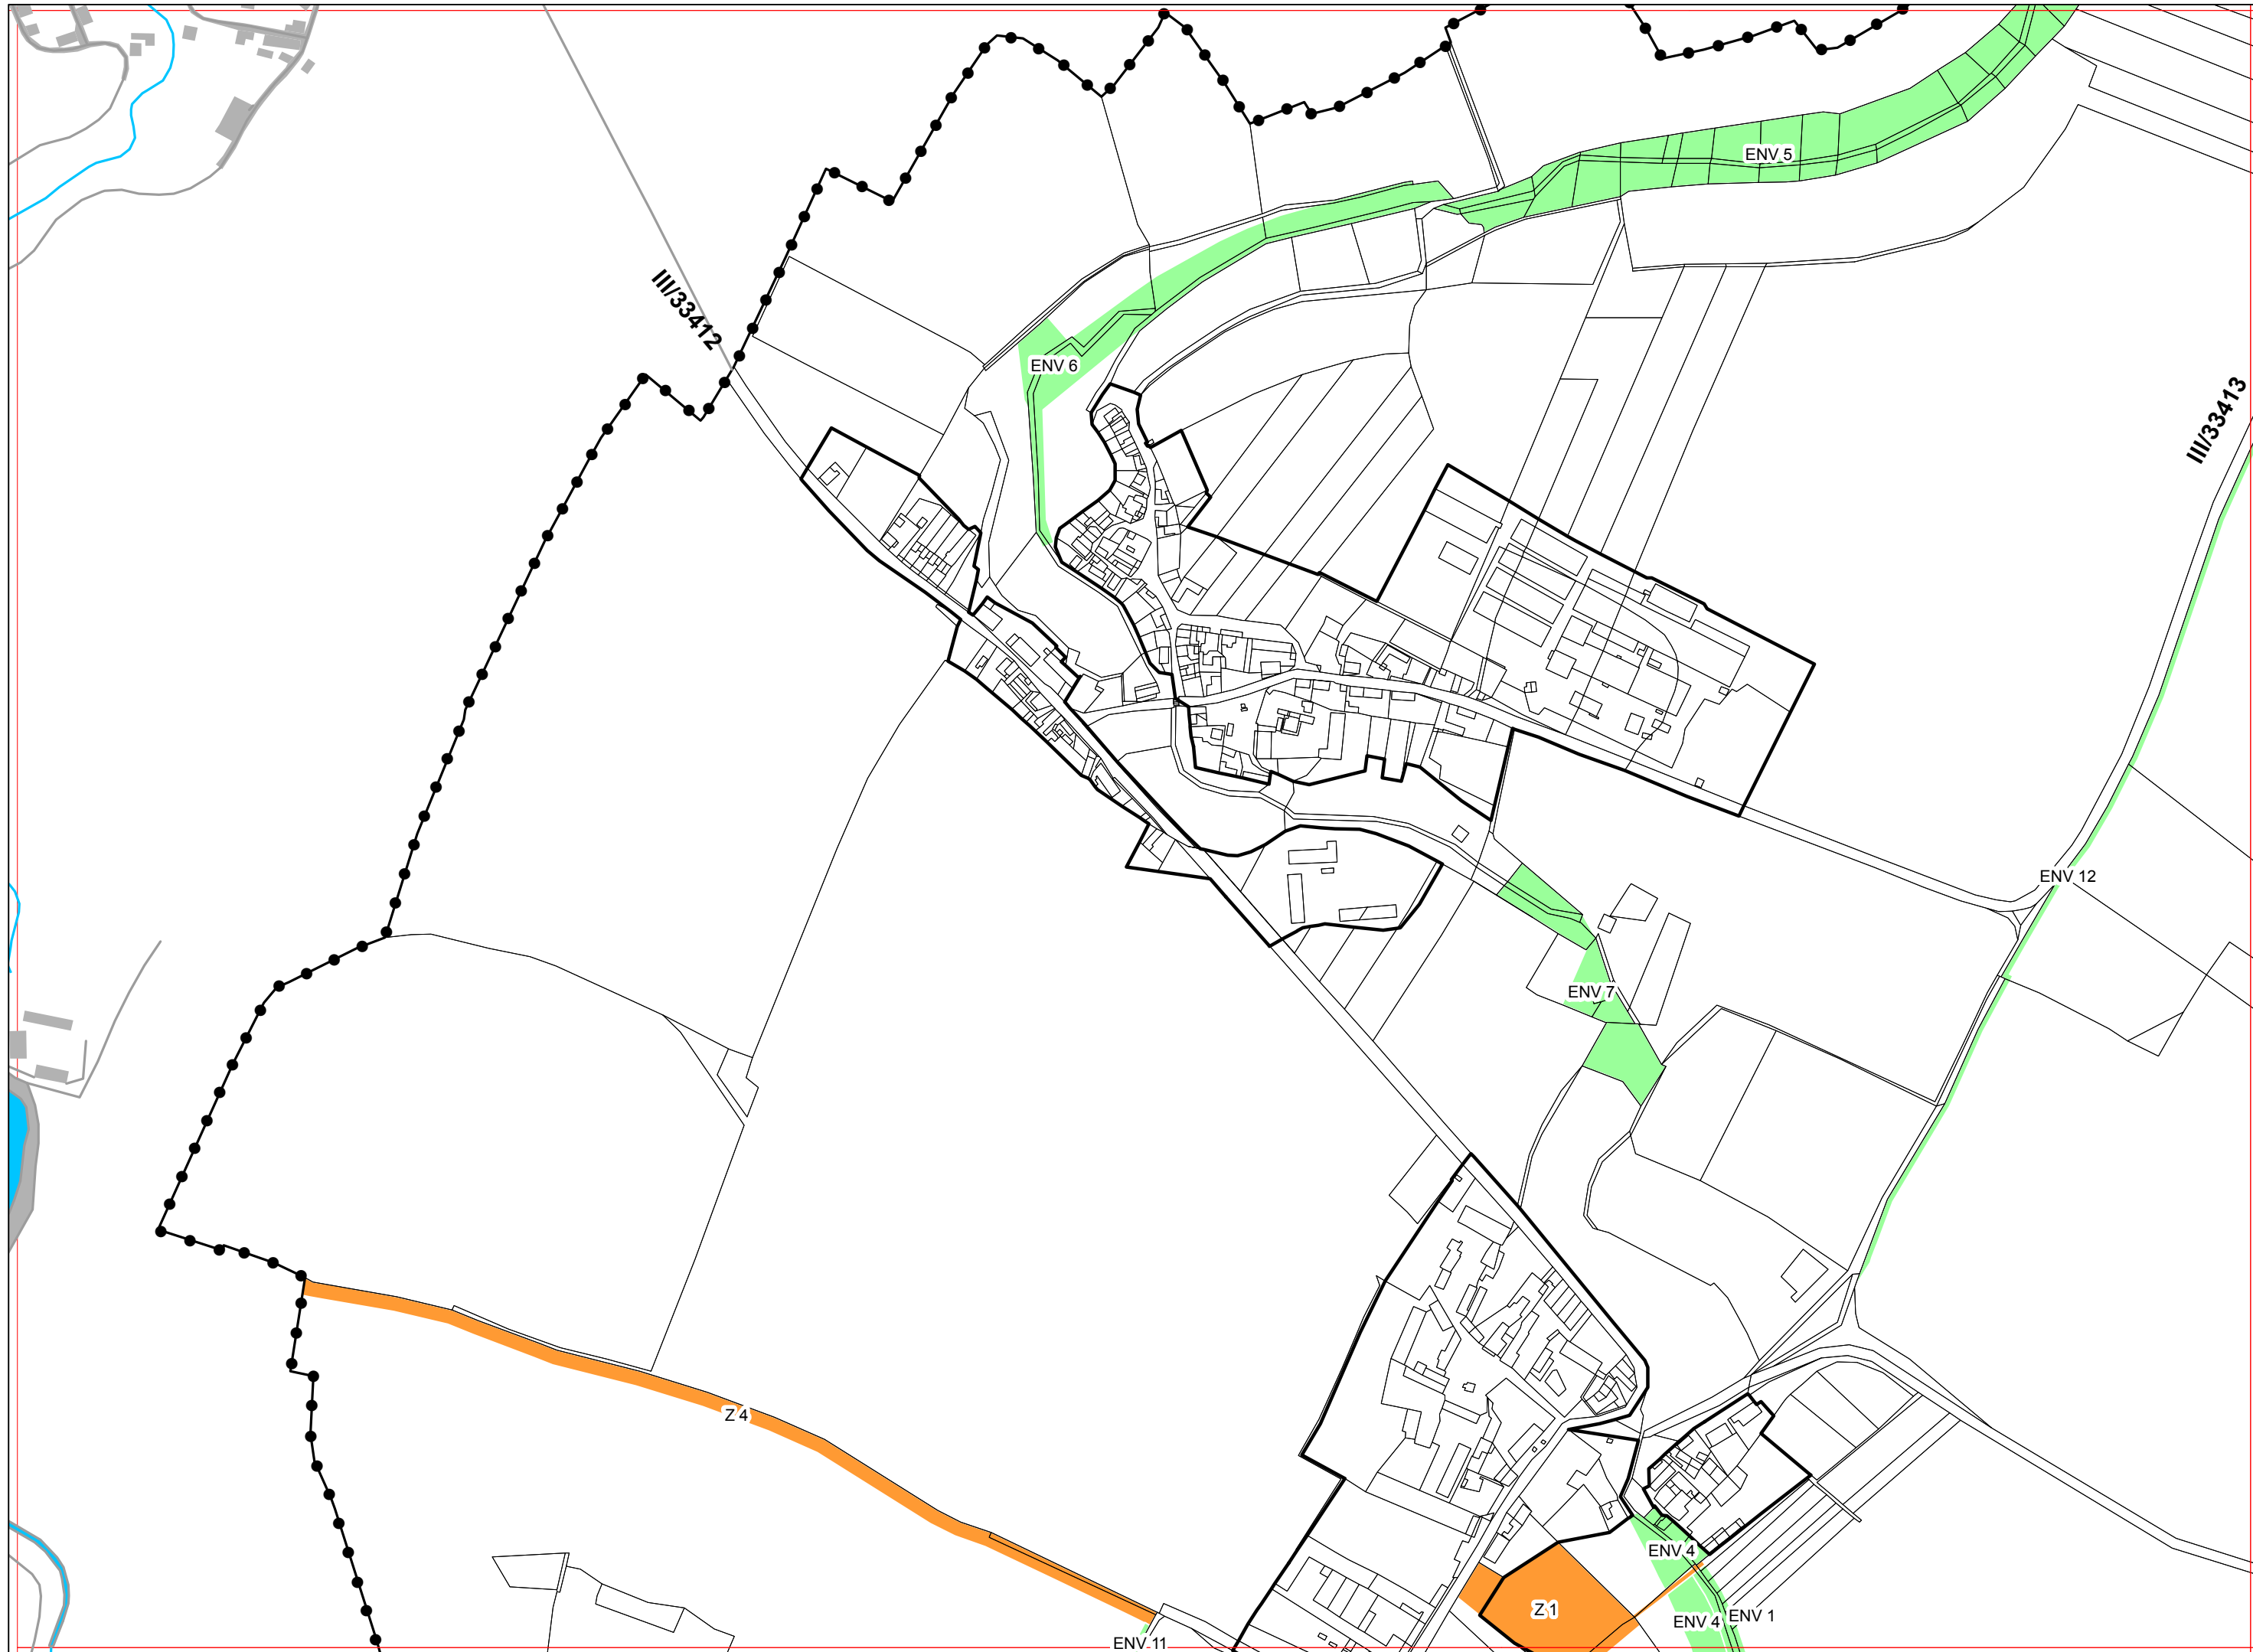 ENV 5
III/33412
ENV 6
III/33413
ENV 12
ENV 7
Z 4
ENV 4
Z 1
ENV 4
ENV 1
ENV 11